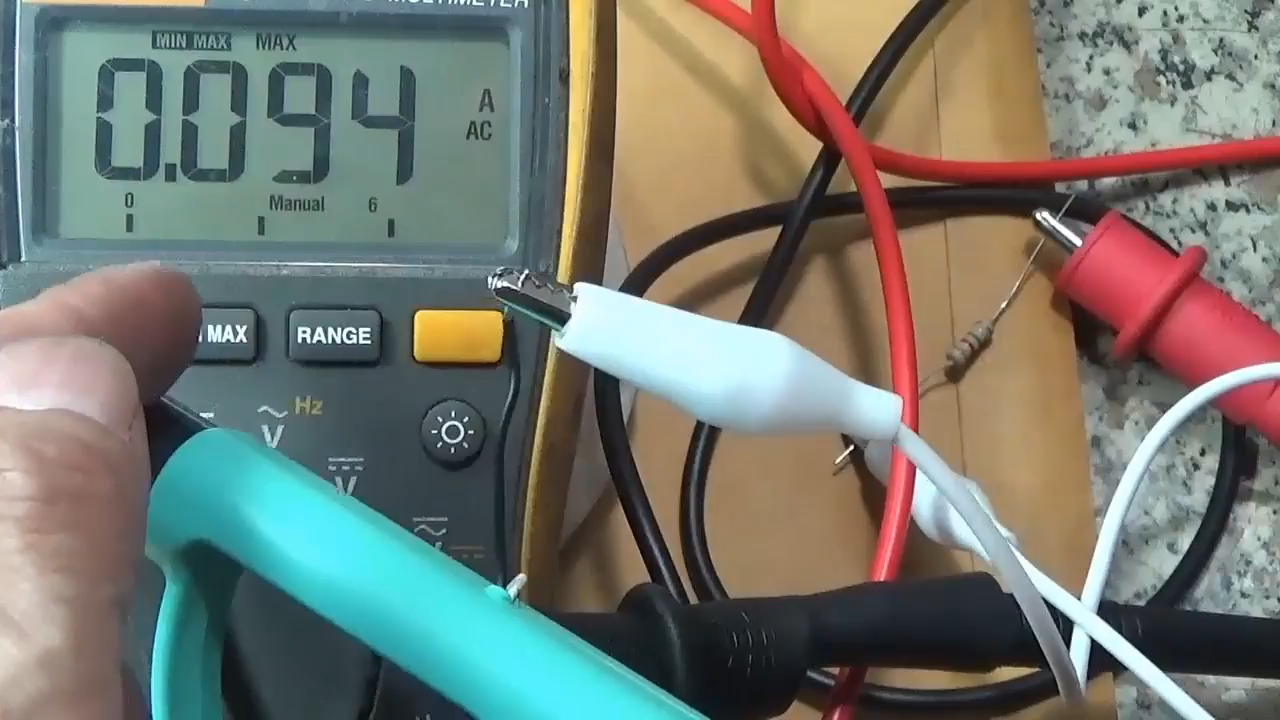 MULTIMETER
MIN MAX MAX
0.094 A
AC
0 Manual 6
MAX RANGE
Hz
V
V